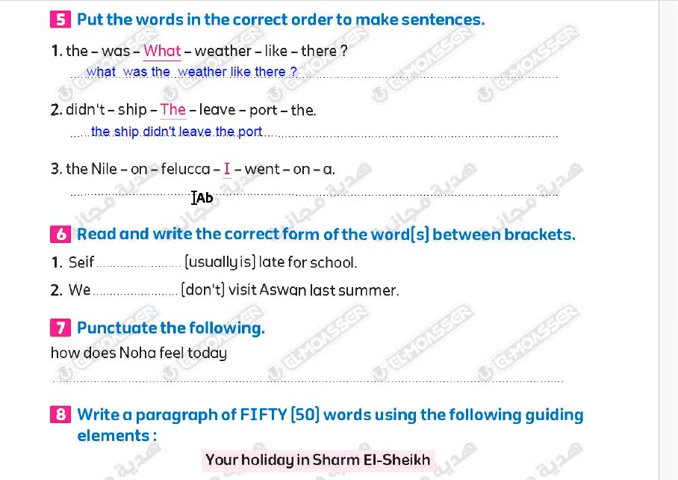 5 Put the words in the correct order to make sentences.
1. the – was – What – weather – like – there ?
what was the weather like there ?
2. didn't – ship – The – leave – port – the.
the ship didn't leave the port
3. the Nile – on – felucca – I – went – on – a.
Ab
6 Read and write the correct form of the word(s) between brackets.
1. Seif ........................ (usually is) late for school.
2. We ........................ (don't) visit Aswan last summer.
7 Punctuate the following.
how does Noha feel today
8 Write a paragraph of FIFTY (50) words using the following guiding
elements :
Your holiday in Sharm El-Sheikh